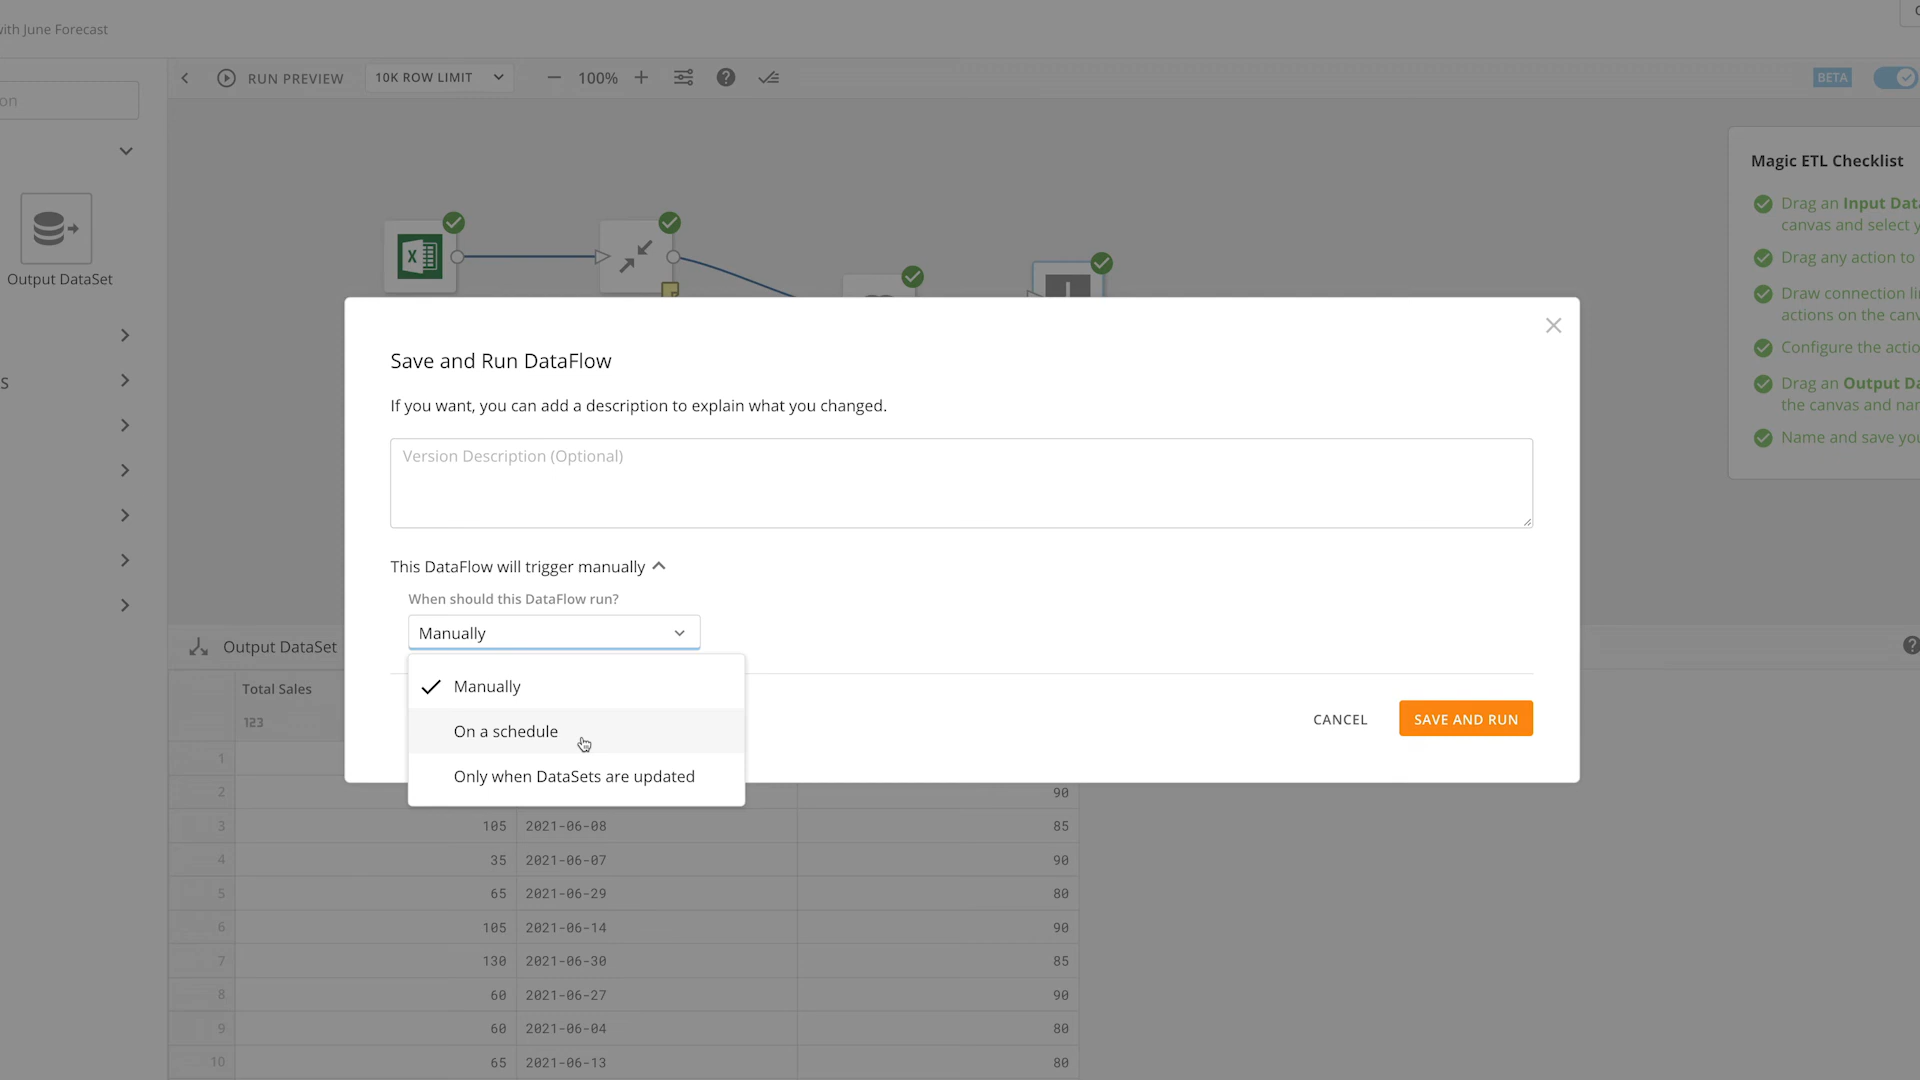 with June Forecast
RUN PREVIEW
10K ROW LIMIT
100%
BETA
on
Output DataSet
S
Magic ETL Checklist
Drag an Input Data
canvas and select y
Drag any action to
Draw connection li
actions on the canv
Configure the actio
Drag an Output Da
the canvas and nam
Name and save you
Save and Run DataFlow
If you want, you can add a description to explain what you changed.
Version Description (Optional)
This DataFlow will trigger manually
When should this DataFlow run?
Manually
Manually
On a schedule
Only when DataSets are updated
CANCEL
SAVE AND RUN
Output DataSet
Total Sales
123
1
2 90
3 105 2021-06-08 85
4 35 2021-06-07 90
5 65 2021-06-29 80
6 105 2021-06-14 90
7 130 2021-06-30 85
8 60 2021-06-27 90
9 60 2021-06-04 80
10 65 2021-06-13 80